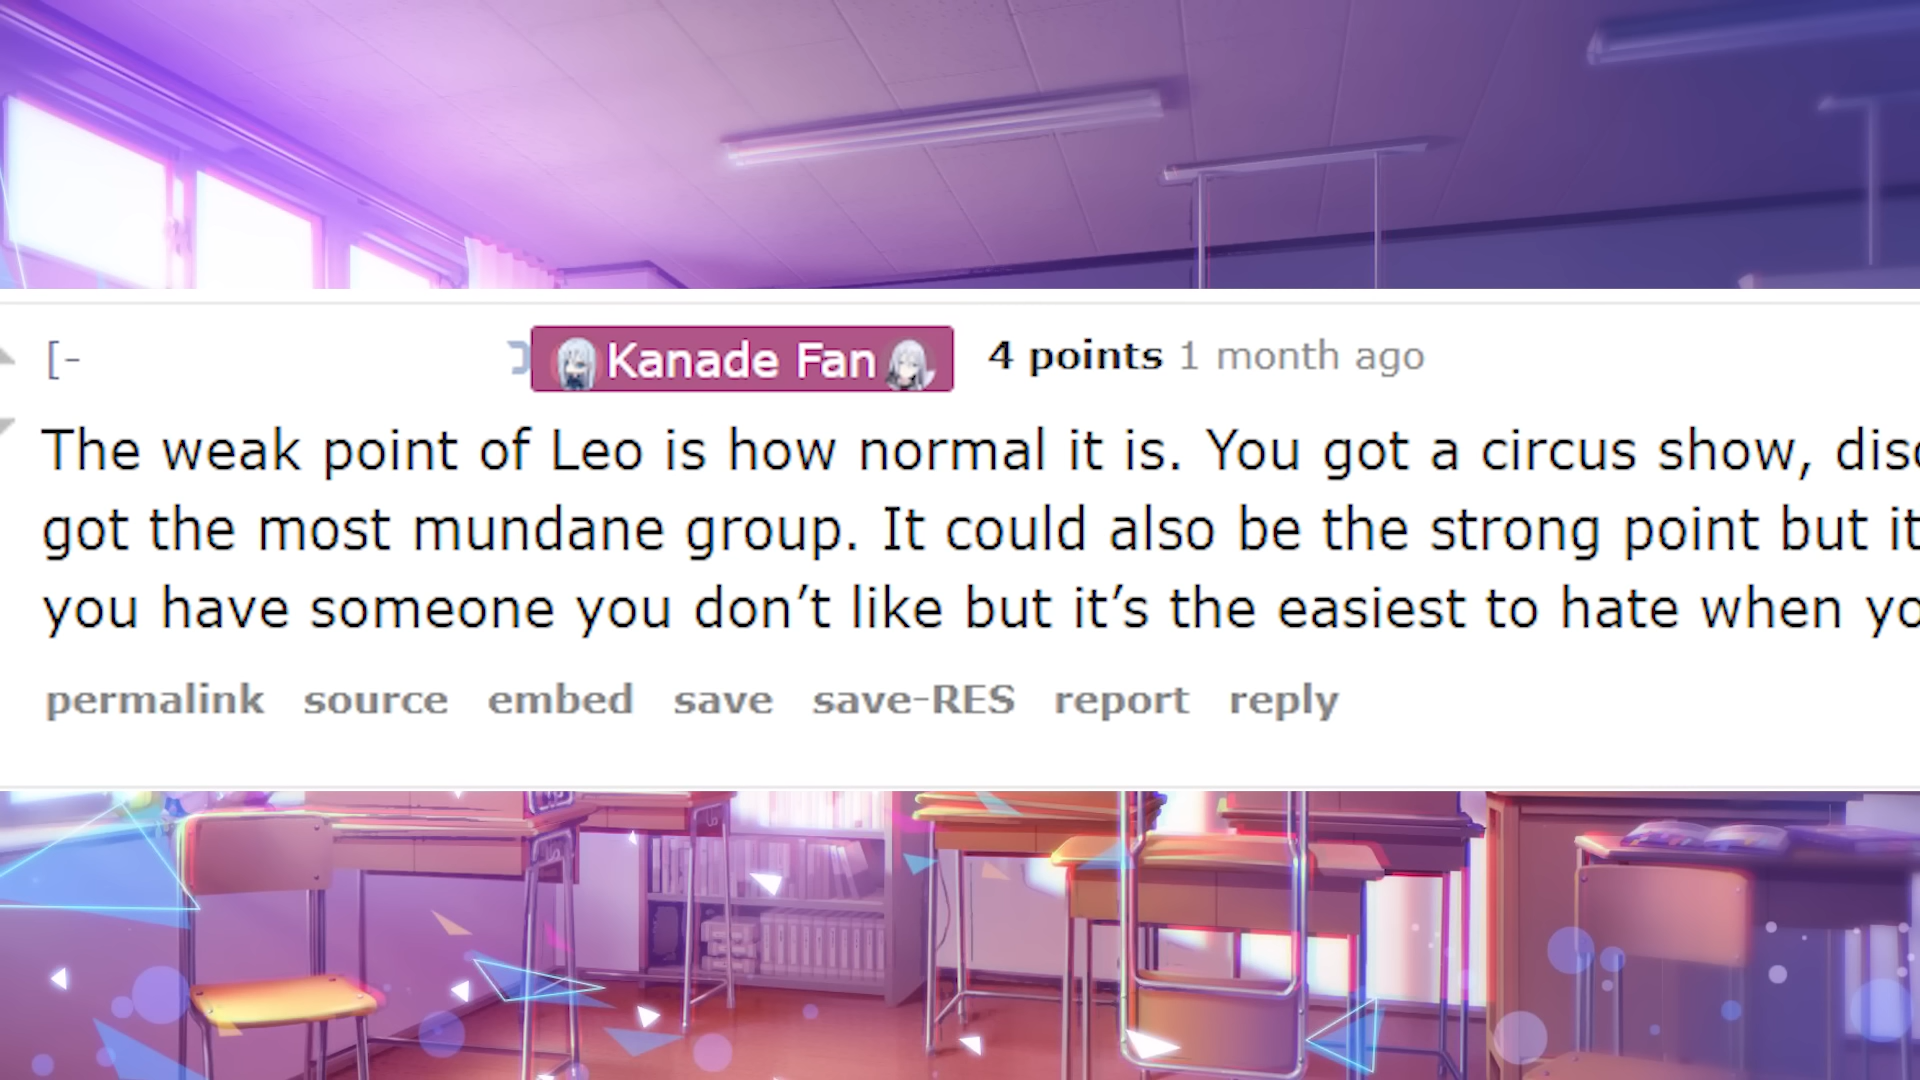 [- Kanade Fan 4 points 1 month ago
The weak point of Leo is how normal it is. You got a circus show,
got the most mundane group. It could also be the strong point but
you have someone you don’t like but it’s the easiest to hate when
permalink source embed save save-RES report reply